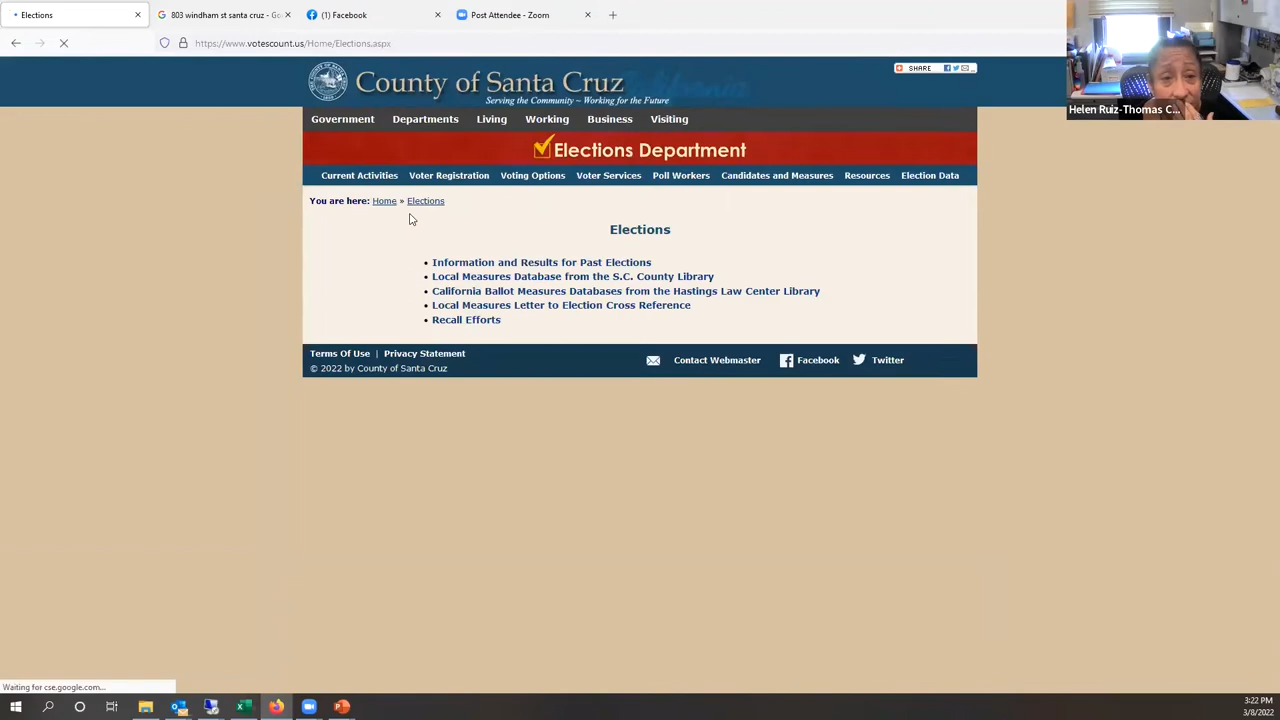 Elections
803 windham st santa cruz - Go
(1) Facebook
Post Attendee - Zoom
https://www.votescount.us/Home/Elections.aspx
County of Santa Cruz
Serving the Community ~ Working for the Future
SHARE
Government Departments Living Working Business Visiting
Elections Department
Current Activities Voter Registration Voting Options Voter Services Poll Workers Candidates and Measures Resources Election Data
You are here: Home » Elections
Elections
• Information and Results for Past Elections
• Local Measures Database from the S.C. County Library
• California Ballot Measures Databases from the Hastings Law Center Library
• Local Measures Letter to Election Cross Reference
• Recall Efforts
Terms Of Use | Privacy Statement
© 2022 by County of Santa Cruz
Contact Webmaster Facebook Twitter
Helen Ruiz-Thomas C...
Waiting for cse.google.com...
3:22 PM
3/8/2022